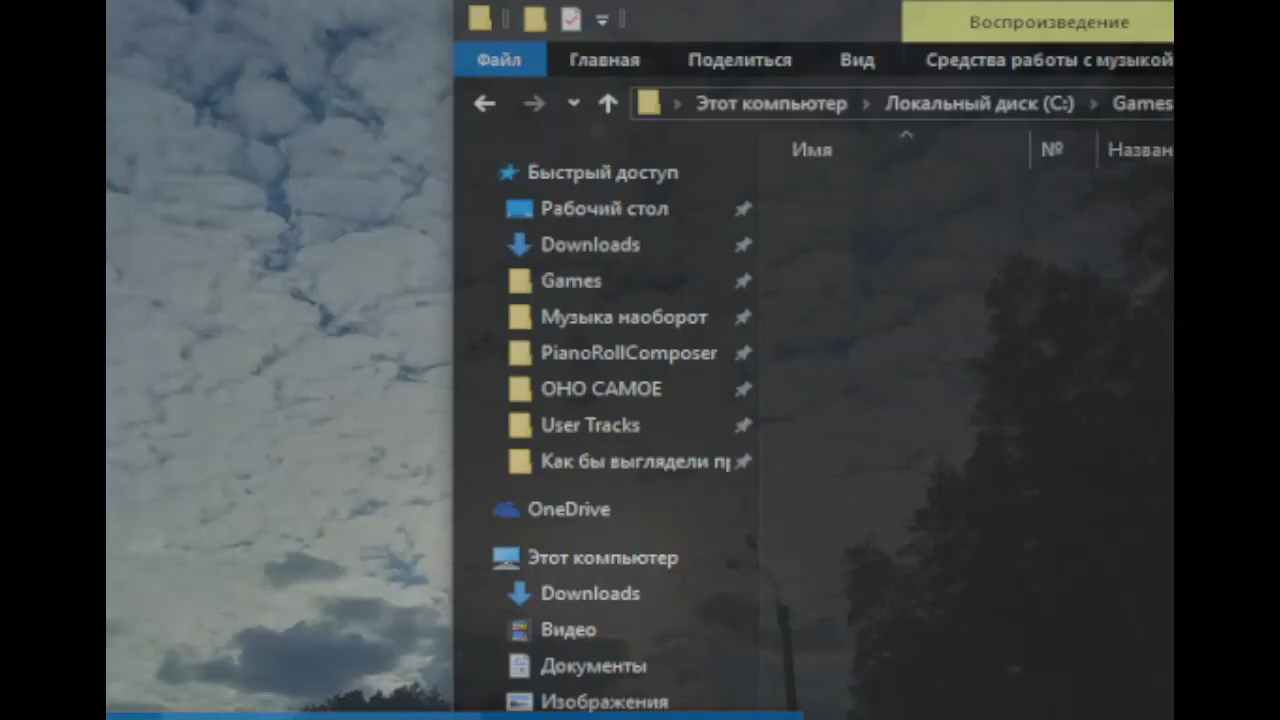 Воспроизведение
Файл Главная Поделиться Вид Средства работы с музыкой
Этот компьютер Локальный диск (C:) Games
Имя № Назван
Быстрый доступ
Рабочий стол
Downloads
Games
Музыка наоборот
PianoRollComposer
ОНО САМОЕ
User Tracks
Как бы выглядели пр
OneDrive
Этот компьютер
Downloads
Видео
Документы
Изображения